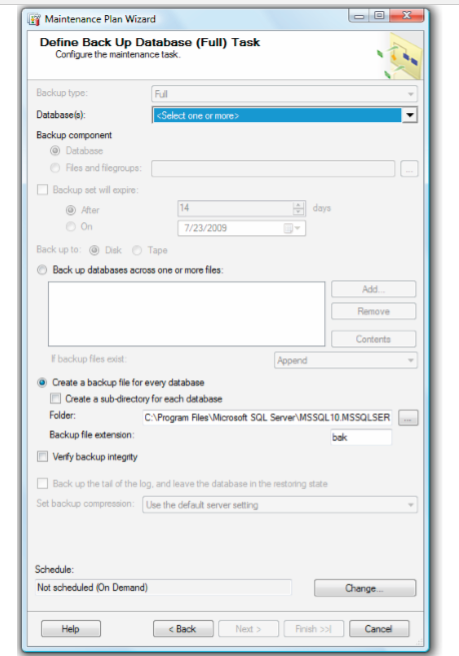 Maintenance Plan Wizard
Define Back Up Database (Full) Task
Configure the maintenance task.
Backup type: Full
Database(s): <Select one or more>
Backup component
Database
Files and filegroups: ...
Backup set will expire:
After 14 days
On 7/23/2009
Back up to: Disk Tape
Back up databases across one or more files:
Add...
Remove
Contents
If backup files exist: Append
Create a backup file for every database
Create a sub-directory for each database
Folder: C:\Program Files\Microsoft SQL Server\MSSQL10.MSSQLSER ...
Backup file extension: bak
Verify backup integrity
Back up the tail of the log, and leave the database in the restoring state
Set backup compression: Use the default server setting
Schedule:
Not scheduled (On Demand) Change...
Help < Back Next > Finish >>| Cancel